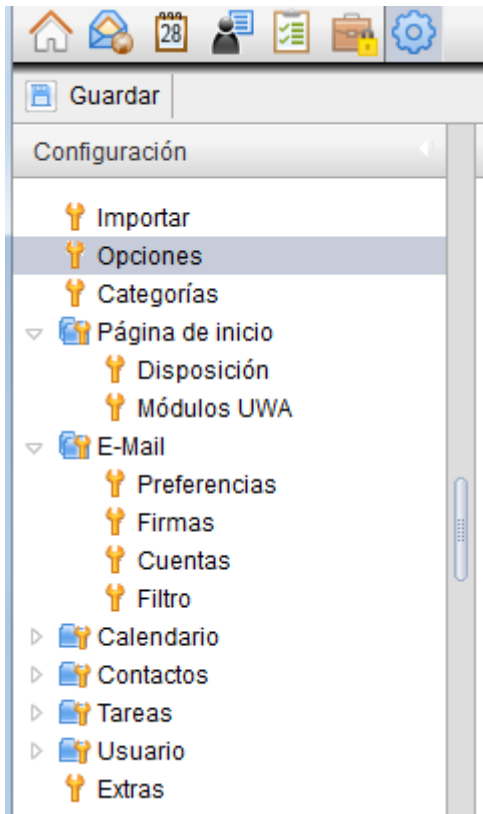 28
Guardar
Configuración
Importar
Opciones
Categorías
Página de inicio
Disposición
Módulos UWA
E-Mail
Preferencias
Firmas
Cuentas
Filtro
Calendario
Contactos
Tareas
Usuario
Extras